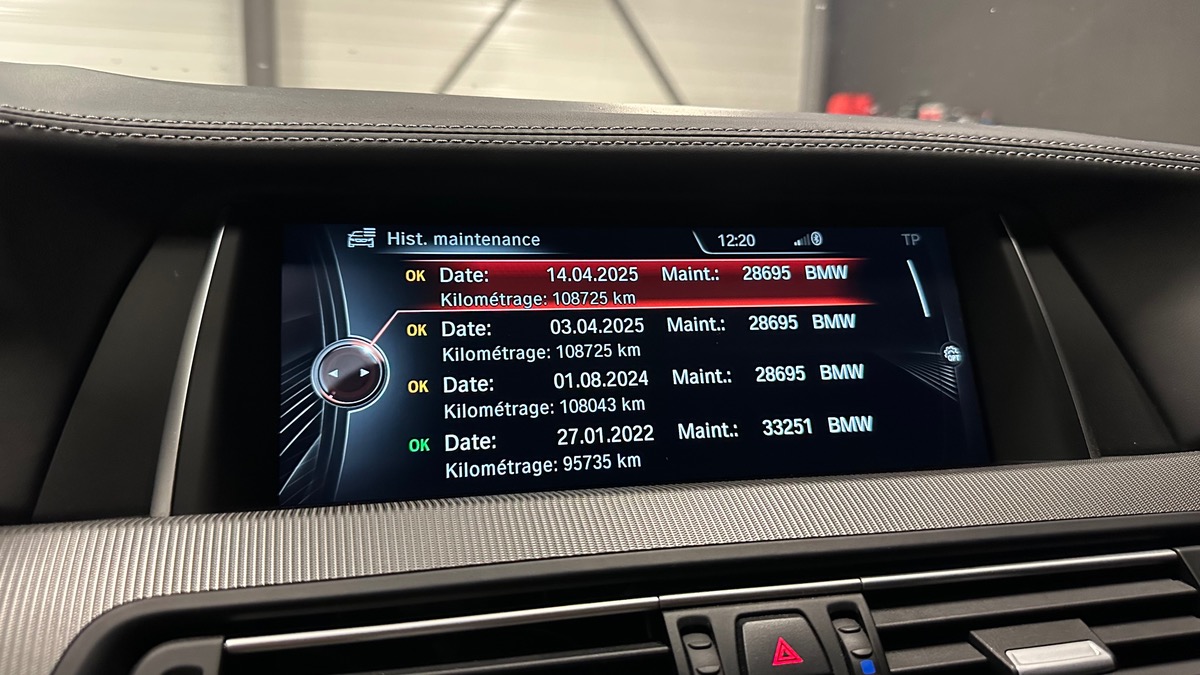 Hist. maintenance 12:20 TP
OK Date: 14.04.2025 Maint.: 28695 BMW
Kilométrage: 108725 km
OK Date: 03.04.2025 Maint.: 28695 BMW
Kilométrage: 108725 km
OPT
OK Date: 01.08.2024 Maint.: 28695 BMW
Kilométrage: 108043 km
OK Date: 27.01.2022 Maint.: 33251 BMW
Kilométrage: 95735 km